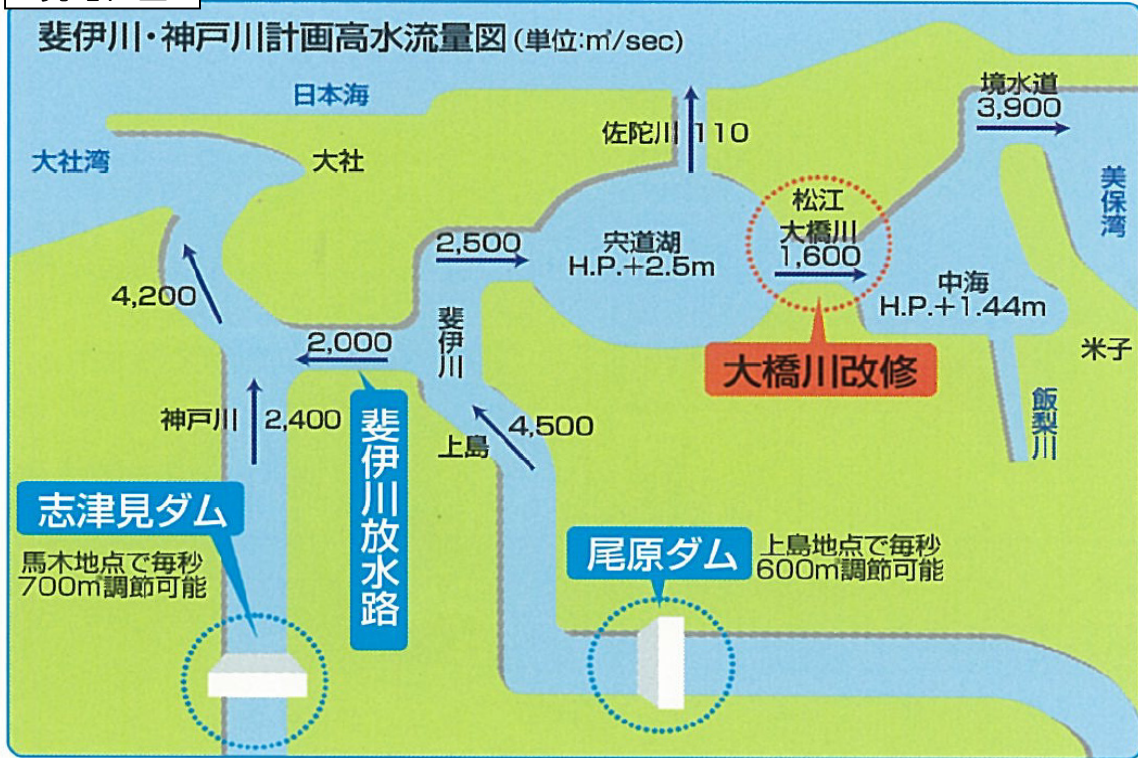 斐伊川・神戸川計画高水流量図(単位:㎥/sec)
日本海
境水道
3,900
佐陀川
110
大社湾
大社
美保湾
松江
大橋川
1,600
2,500
宍道湖
H.P.+2.5m
中海
H.P.+1.44m
4,200
斐伊川
2,000
米子
大橋川改修
飯梨川
神戸川
2,400
斐伊川放水路
上島
4,500
志津見ダム
馬木地点で毎秒
700㎥調節可能
尾原ダム
上島地点で毎秒
600㎥調節可能